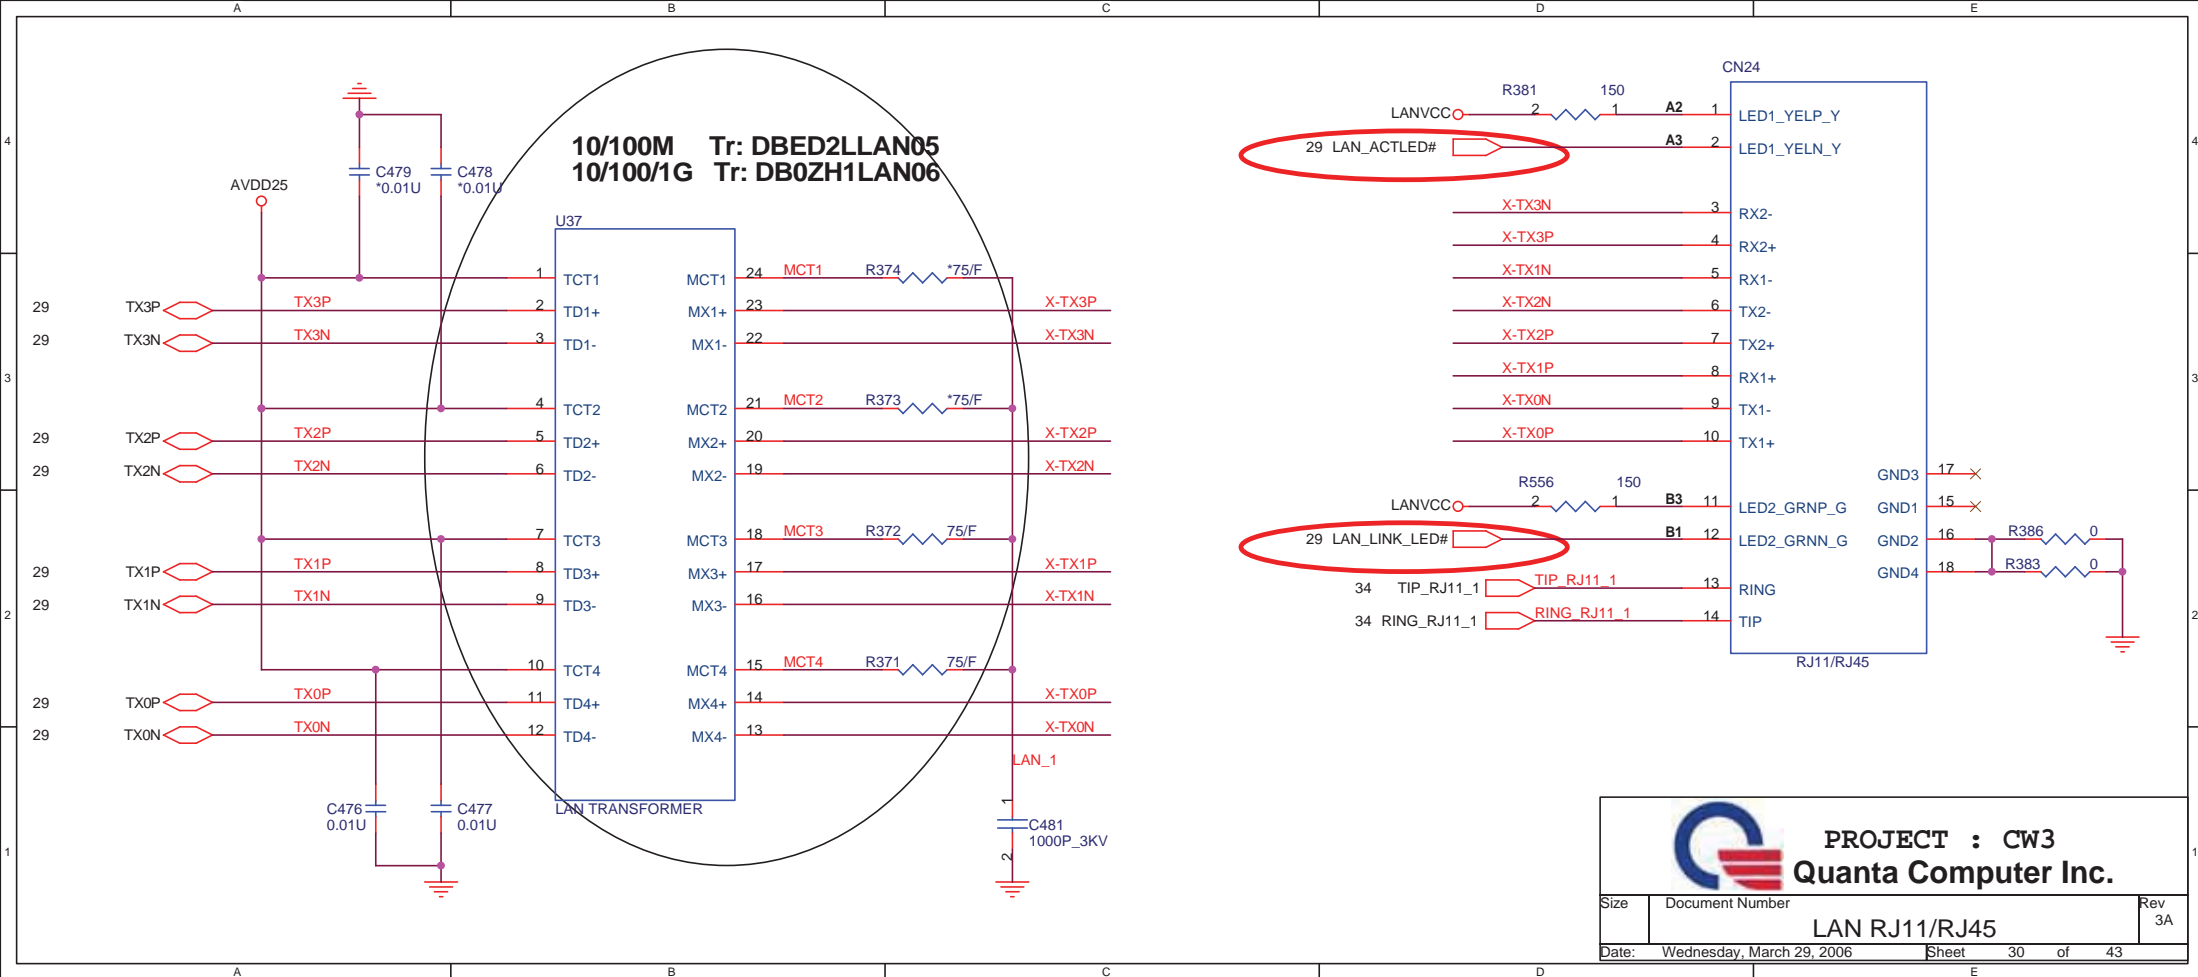 A B C D E
4
3
2
1
4
3
2
1
10/100M Tr: DBED2LLAN05
10/100/1G Tr: DB0ZH1LAN06
C479
*0.01U
C478
*0.01U
AVDD25
U37
1 TCT1 MCT1 24 MCT1 R374 *75/F
29 TX3P TX3P 2 TD1+ MX1+ 23 X-TX3P
29 TX3N TX3N 3 TD1- MX1- 22 X-TX3N
4 TCT2 MCT2 21 MCT2 R373 *75/F
29 TX2P TX2P 5 TD2+ MX2+ 20 X-TX2P
29 TX2N TX2N 6 TD2- MX2- 19 X-TX2N
7 TCT3 MCT3 18 MCT3 R372 75/F
29 TX1P TX1P 8 TD3+ MX3+ 17 X-TX1P
29 TX1N TX1N 9 TD3- MX3- 16 X-TX1N
10 TCT4 MCT4 15 MCT4 R371 75/F
29 TX0P TX0P 11 TD4+ MX4+ 14 X-TX0P
29 TX0N TX0N 12 TD4- MX4- 13 X-TX0N
LAN_1
LAN TRANSFORMER
C476
0.01U
C477
0.01U
1
C481
1000P_3KV
2
CN24
R381 150
LANVCC 2 1 A2 1 LED1_YELP_Y
29 LAN_ACTLED# A3 2 LED1_YELN_Y
X-TX3N 3 RX2-
X-TX3P 4 RX2+
X-TX1N 5 RX1-
X-TX2N 6 TX2-
X-TX2P 7 TX2+
X-TX1P 8 RX1+
X-TX0N 9 TX1-
X-TX0P 10 TX1+
GND3 17
R556 150
LANVCC 2 1 B3 11 LED2_GRNP_G GND1 15
29 LAN_LINK_LED# B1 12 LED2_GRNN_G GND2 16 R386 0
GND4 18 R383 0
34 TIP_RJ11_1 TIP_RJ11_1 13 RING
34 RING_RJ11_1 RING_RJ11_1 14 TIP
RJ11/RJ45
PROJECT : CW3
Quanta Computer Inc.
Size Document Number Rev
LAN RJ11/RJ45 3A
Date: Wednesday, March 29, 2006 Sheet 30 of 43
A B C D E